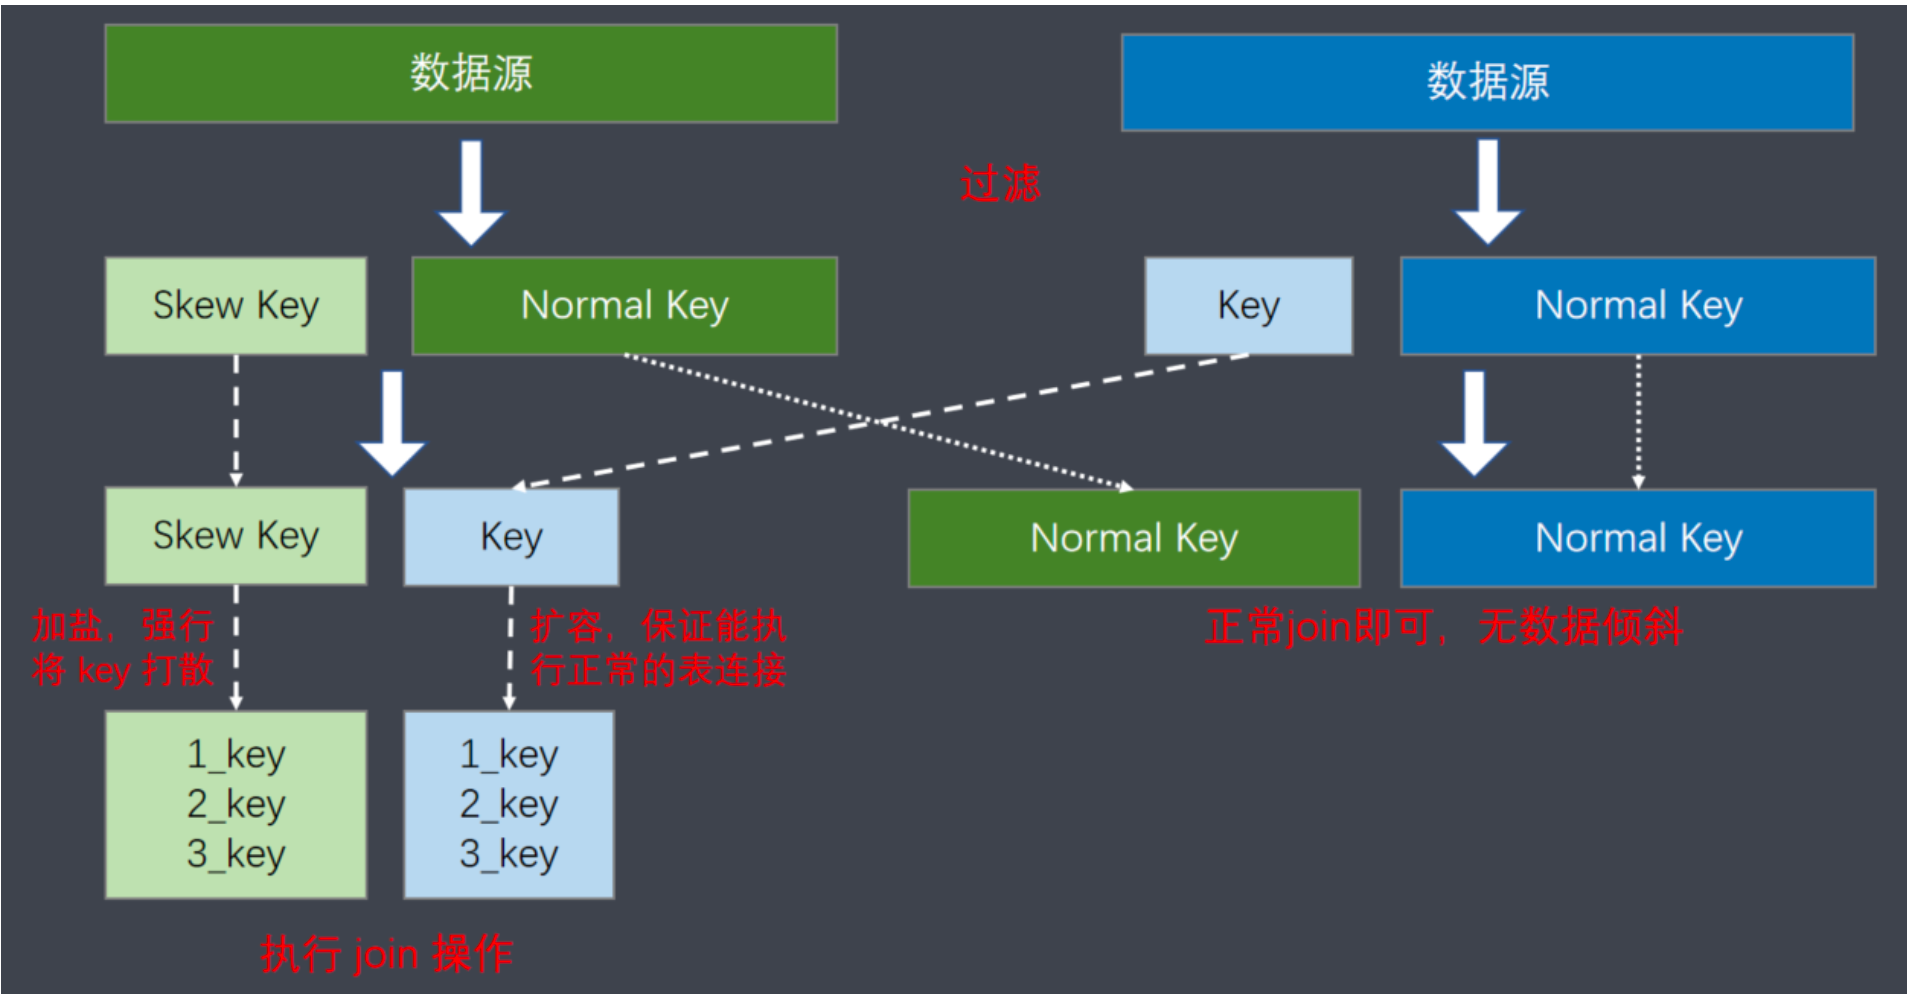 数据源
数据源
过滤
Skew Key
Normal Key
Key
Normal Key
Skew Key
Key
Normal Key
Normal Key
加盐，强行
将 key 打散
扩容，保证能执
行正常的表连接
正常join即可，无数据倾斜
1_key
2_key
3_key
1_key
2_key
3_key
执行 join 操作